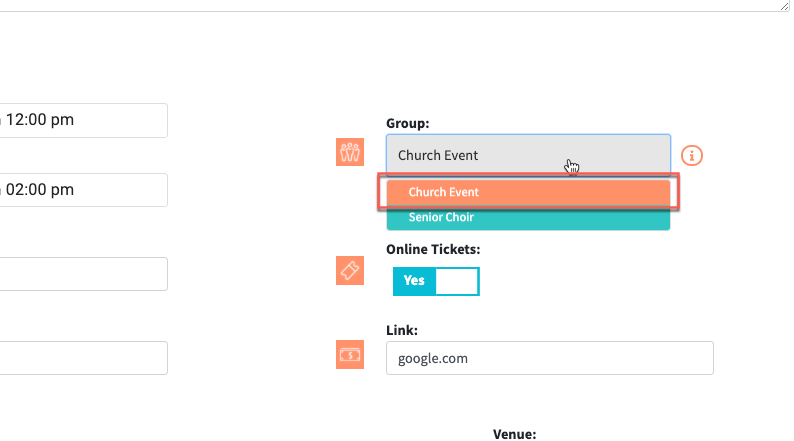 12:00 pm
02:00 pm
Group:
Church Event
Church Event
Senior Choir
Online Tickets:
Yes
Link:
google.com
Venue: